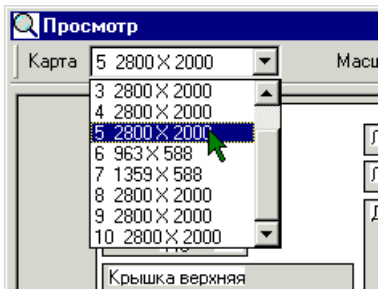 Просмотр
Карта 5 2800 X 2000
3 2800 X 2000
4 2800 X 2000
5 2800 X 2000
6 963 X 588
7 1359 X 588
8 2800 X 2000
9 2800 X 2000
10 2800 X 2000
Крышка верхняя